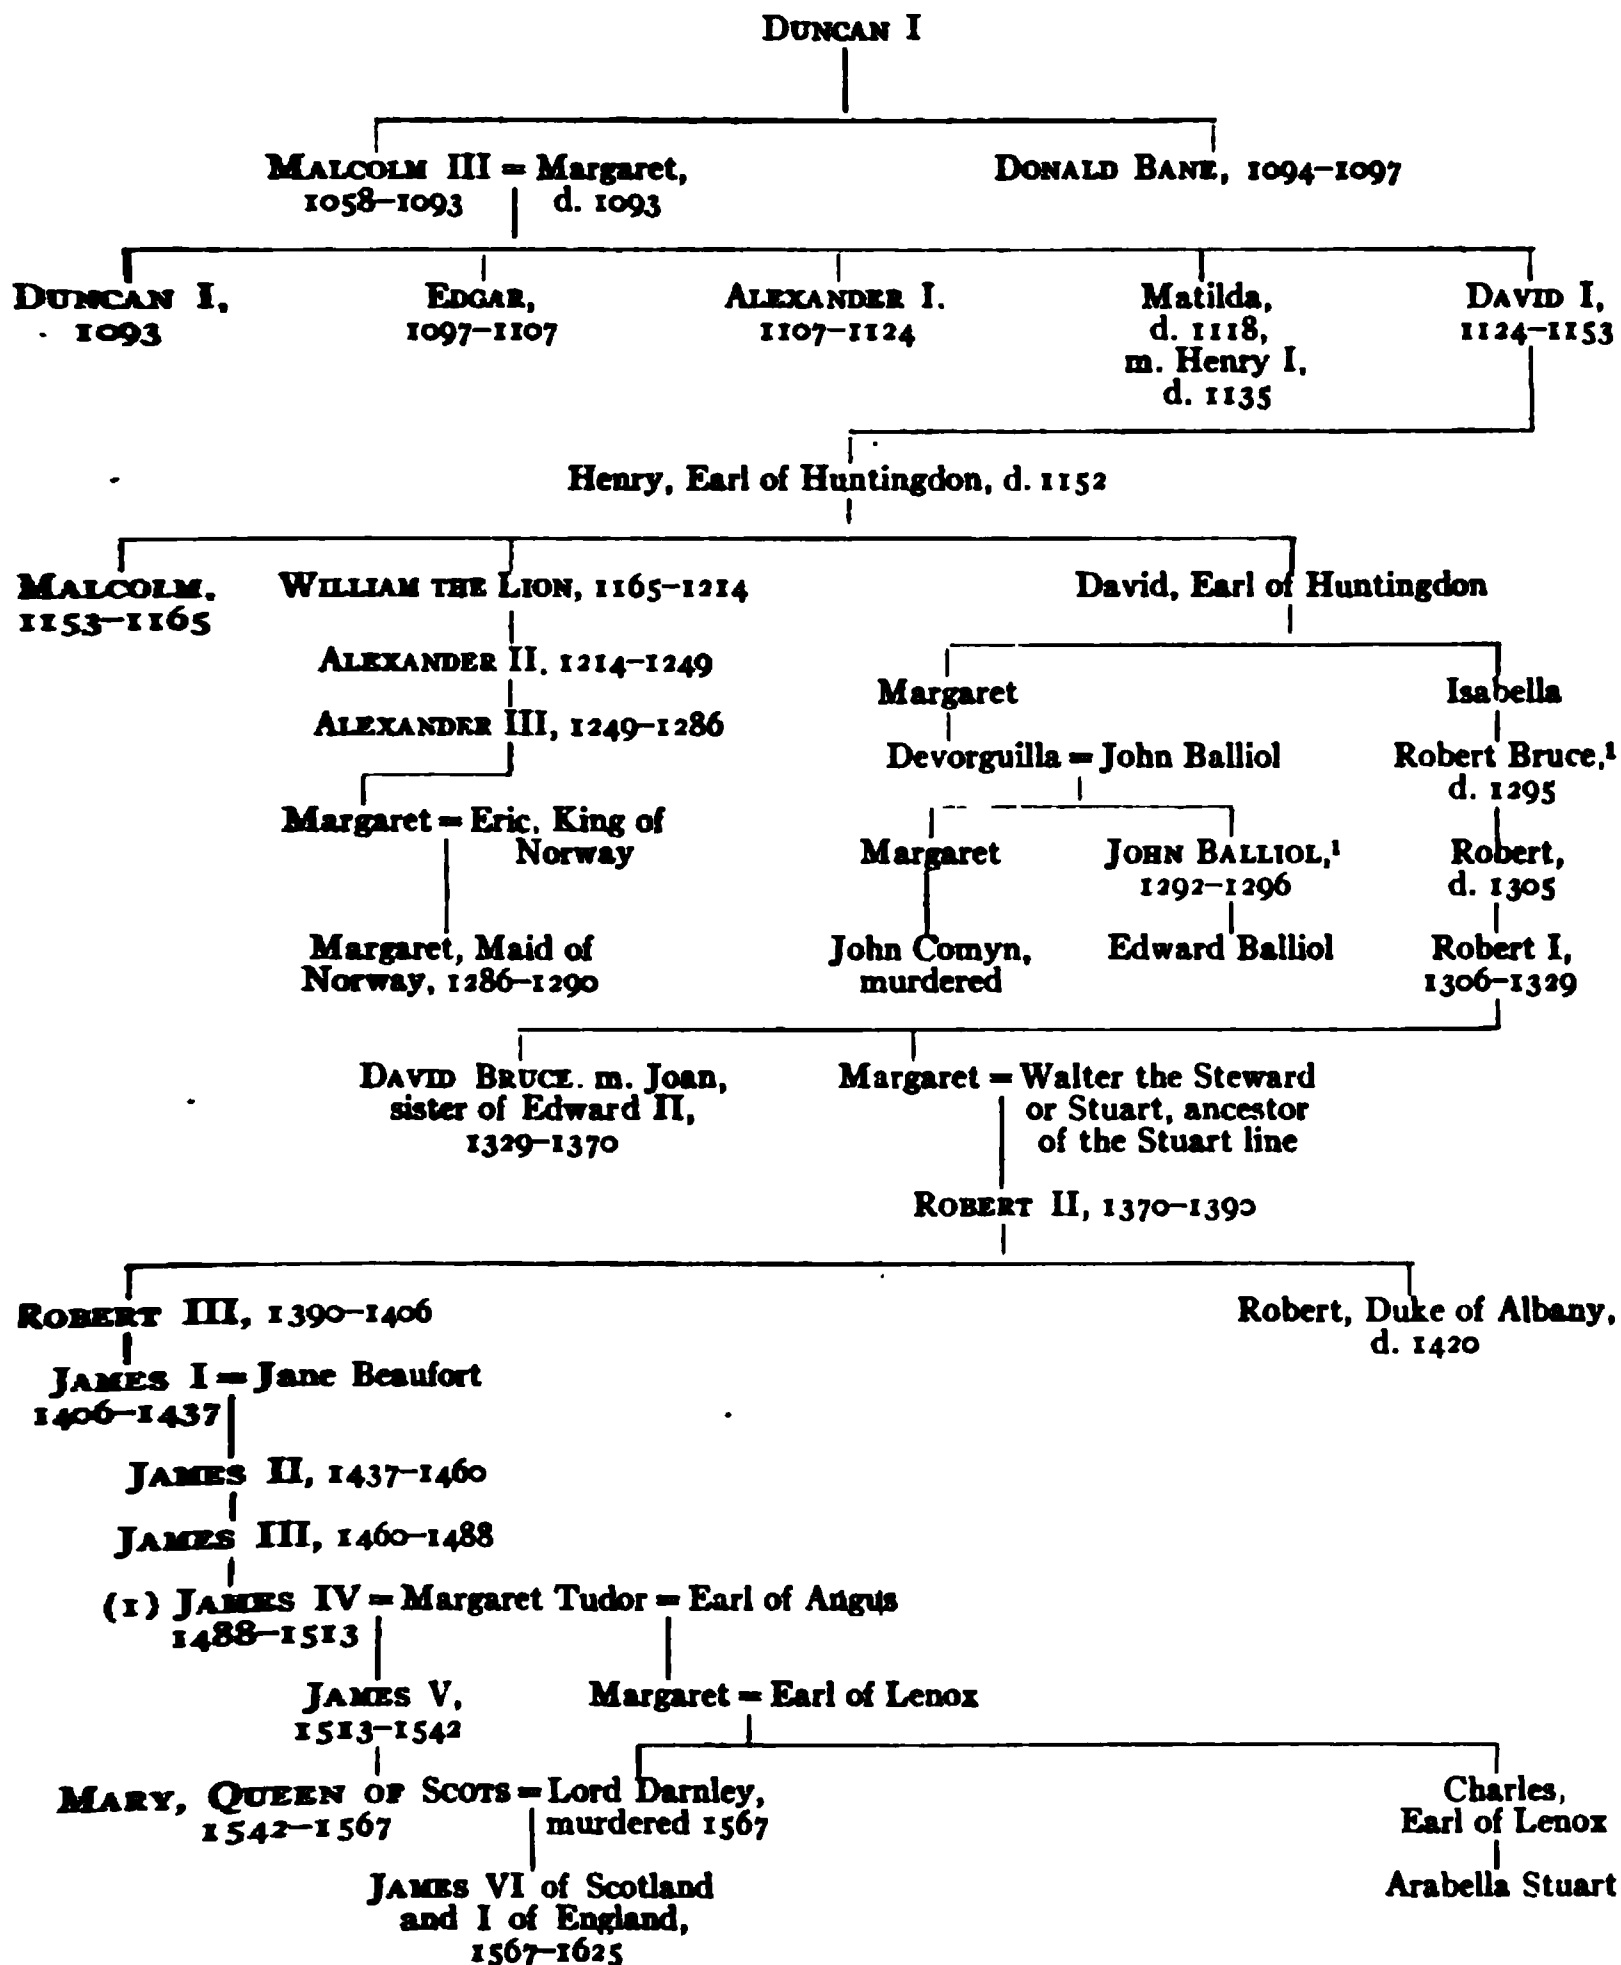 DUNCAN I
MALCOLM III = Margaret,
1058–1093 d. 1093
DONALD BANE, 1094–1097
DUNCAN I,
1093
EDGAR,
1097–1107
ALEXANDER I.
1107–1124
Matilda,
d. 1118,
m. Henry I,
d. 1135
DAVID I,
1124–1153
Henry, Earl of Huntingdon, d. 1152
MALCOLM.
1153–1165
WILLIAM THE LION, 1165–1214
David, Earl of Huntingdon
ALEXANDER II. 1214–1249
ALEXANDER III, 1249–1286
Margaret
Isabella
Devorguilla = John Balliol
Robert Bruce,¹
d. 1295
Margaret = Eric, King of
Norway
Margaret
JOHN BALLIOL,¹
1292–1296
Robert,
d. 1305
Margaret, Maid of
Norway, 1286–1290
John Comyn,
murdered
Edward Balliol
Robert I,
1306–1329
DAVID BRUCE. m. Joan,
sister of Edward II,
1329–1370
Margaret = Walter the Steward
or Stuart, ancestor
of the Stuart line
ROBERT II, 1370–1390
ROBERT III, 1390–1406
Robert, Duke of Albany,
d. 1420
JAMES I = Jane Beaufort
1406–1437
JAMES II, 1437–1460
JAMES III, 1460–1488
(1) JAMES IV = Margaret Tudor = Earl of Angus
1488–1513
JAMES V,
1513–1542
Margaret = Earl of Lenox
MARY, QUEEN OF SCOTS = Lord Darnley,
1542–1567 murdered 1567
Charles,
Earl of Lenox
JAMES VI of Scotland
and I of England,
1567–1625
Arabella Stuart